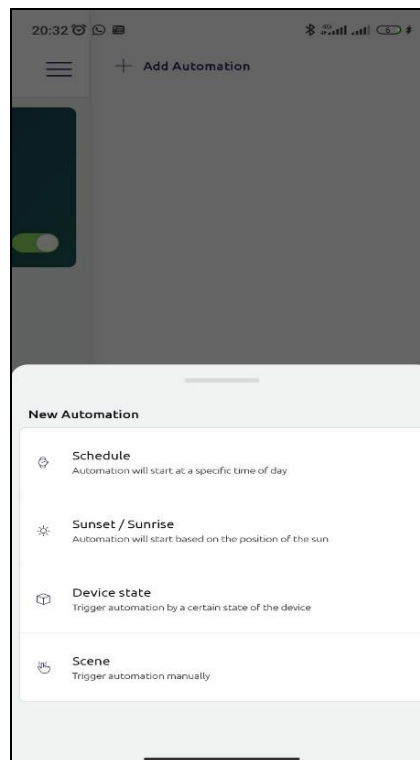 20:32
Add Automation
New Automation
Schedule
Automation will start at a specific time of day
Sunset / Sunrise
Automation will start based on the position of the sun
Device state
Trigger automation by a certain state of the device
Scene
Trigger automation manually